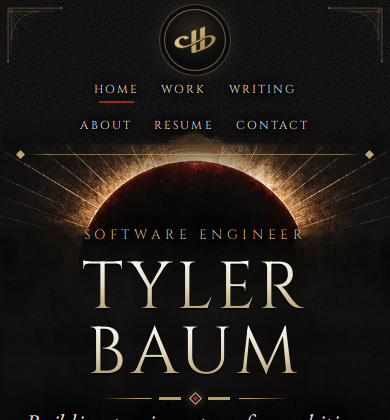 HOME WORK WRITING
ABOUT RESUME CONTACT
SOFTWARE ENGINEER
TYLER
BAUM